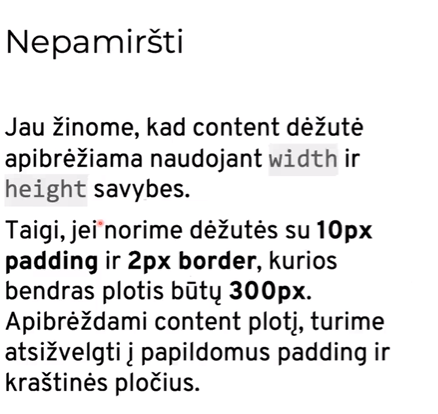 Nepamiršti
Jau žinome, kad content dėžutė
apibrėžiama naudojant width ir
height savybes.
Taigi, jei norime dėžutės su 10px
padding ir 2px border, kurios
bendras plotis būtų 300px.
Apibrėždami content plotį, turime
atsižvelgti į papildomus padding ir
kraštinės pločius.